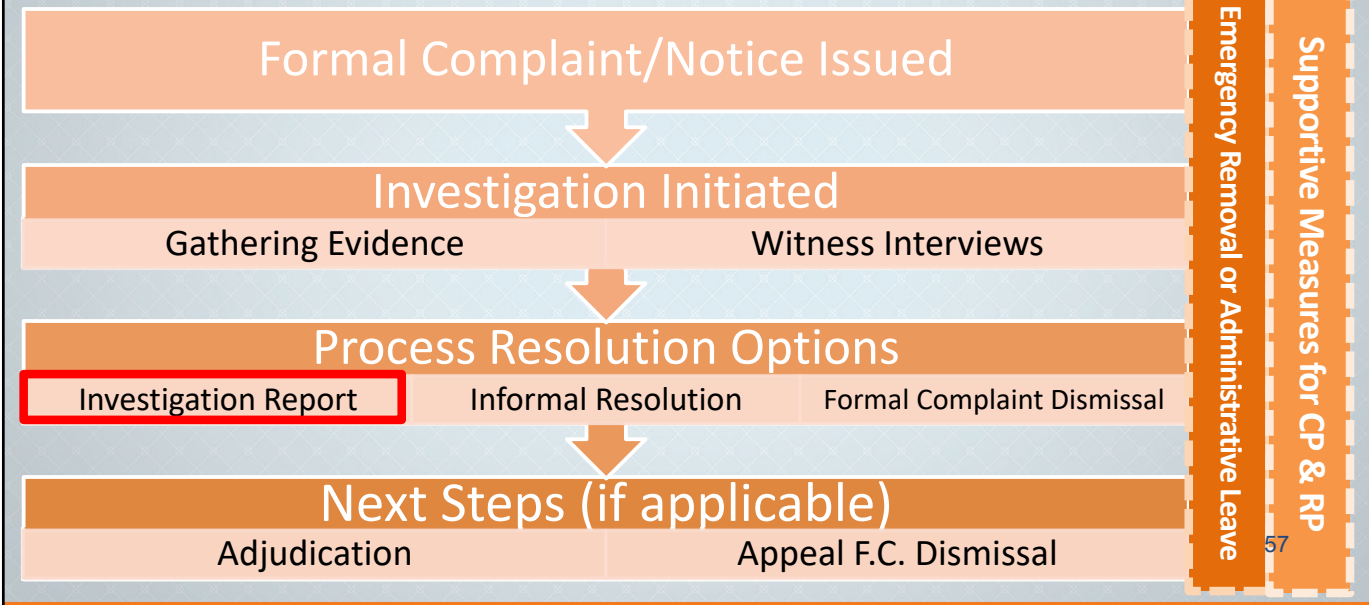 Formal Complaint/Notice Issued
Investigation Initiated
Gathering Evidence
Witness Interviews
Process Resolution Options
Investigation Report
Informal Resolution
Formal Complaint Dismissal
Next Steps (if applicable)
Adjudication
Appeal F.C. Dismissal
Emergency Removal or Administrative Leave
Supportive Measures for CP & RP
57